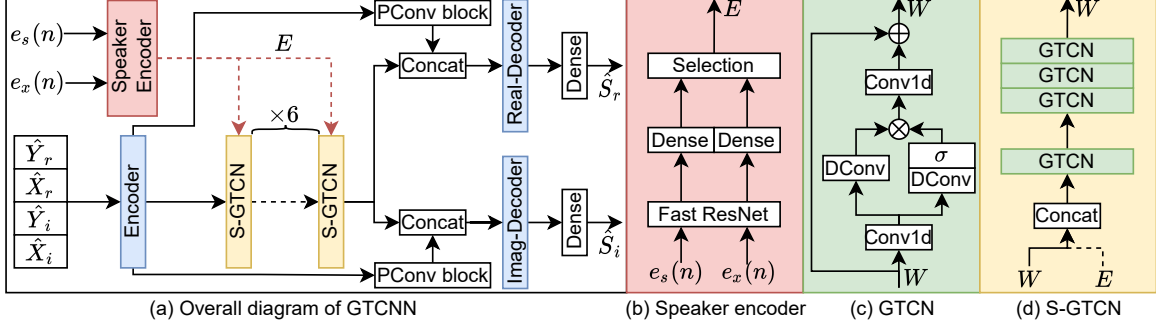 e_s(n)
e_x(n)
Speaker Encoder
E
×6
Ŷ_r
X̂_r
Ŷ_i
X̂_i
Encoder
S-GTCN
S-GTCN
PConv block
Concat
Real-Decoder
Dense
Ŝ_r
Concat
PConv block
Imag-Decoder
Dense
Ŝ_i
(a) Overall diagram of GTCNN
E
Selection
Dense Dense
Fast ResNet
e_s(n) e_x(n)
(b) Speaker encoder
W
⊕
Conv1d
⊗
DConv
σ
DConv
Conv1d
W
(c) GTCN
W
GTCN
GTCN
GTCN
GTCN
Concat
W E
(d) S-GTCN